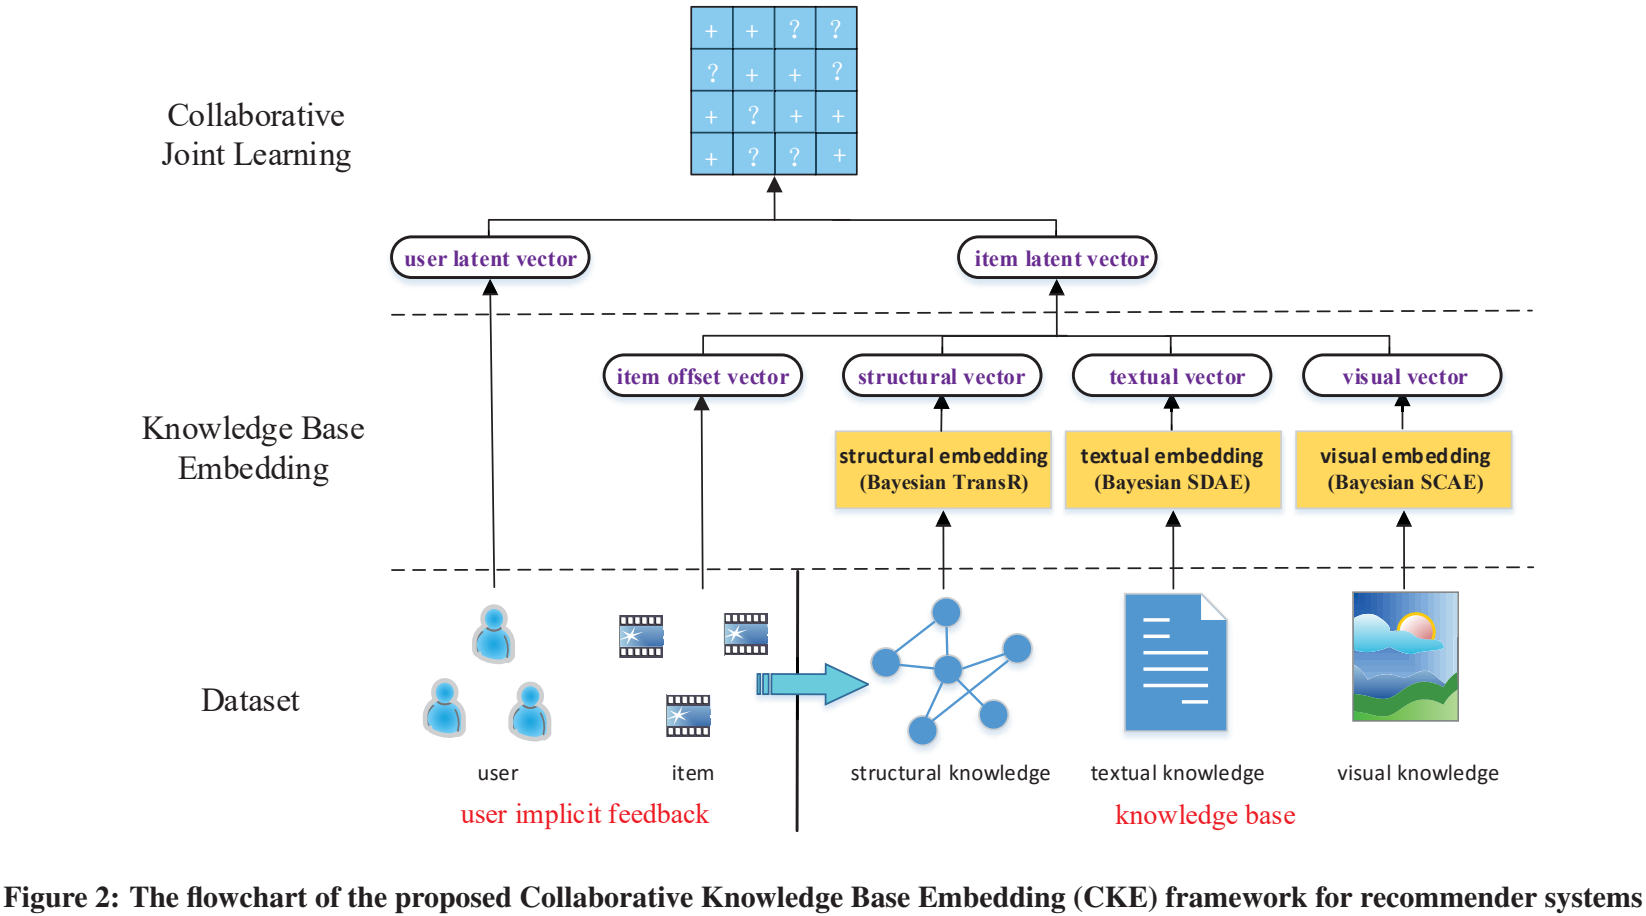 + + ? ?
? + + ?
+ ? + +
+ ? ? +
Collaborative
Joint Learning
user latent vector
item latent vector
item offset vector
structural vector
textual vector
visual vector
Knowledge Base
Embedding
structural embedding
(Bayesian TransR)
textual embedding
(Bayesian SDAE)
visual embedding
(Bayesian SCAE)
Dataset
user
item
structural knowledge
textual knowledge
visual knowledge
user implicit feedback
knowledge base
Figure 2: The flowchart of the proposed Collaborative Knowledge Base Embedding (CKE) framework for recommender systems